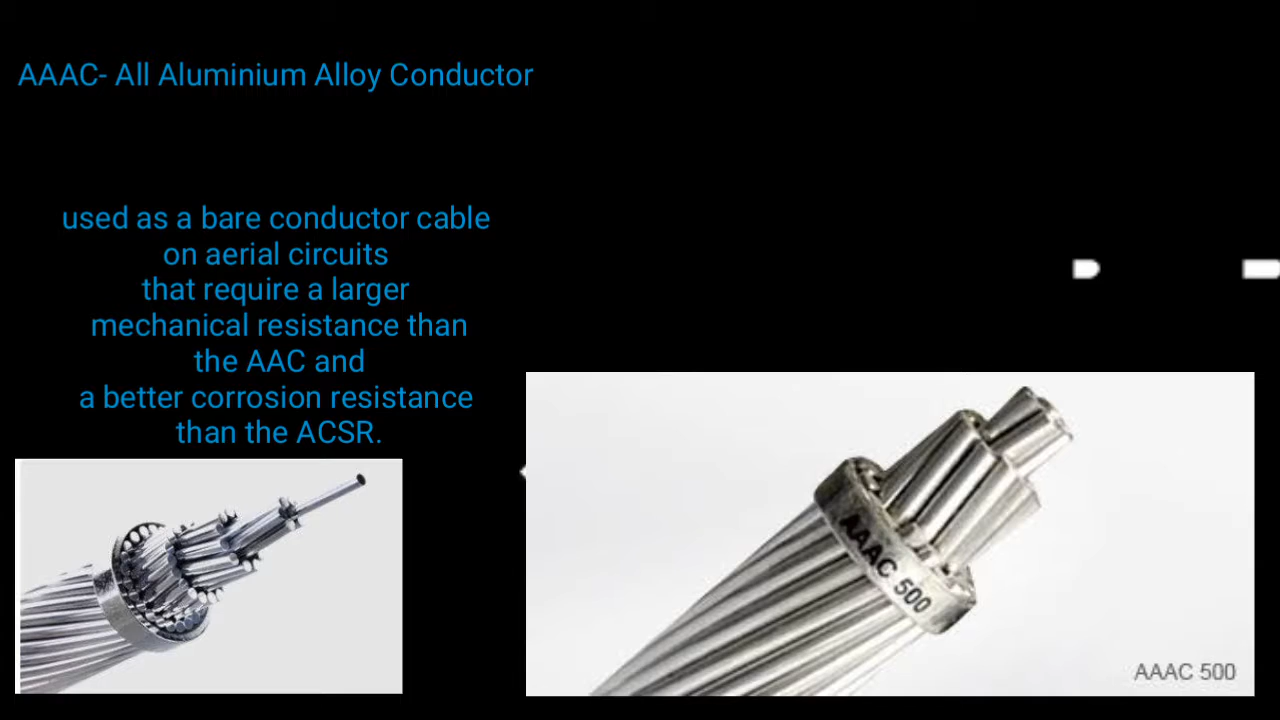 AAAC- All Aluminium Alloy Conductor
used as a bare conductor cable
on aerial circuits
that require a larger
mechanical resistance than
the AAC and
a better corrosion resistance
than the ACSR.
AAAC 500
AAAC 500